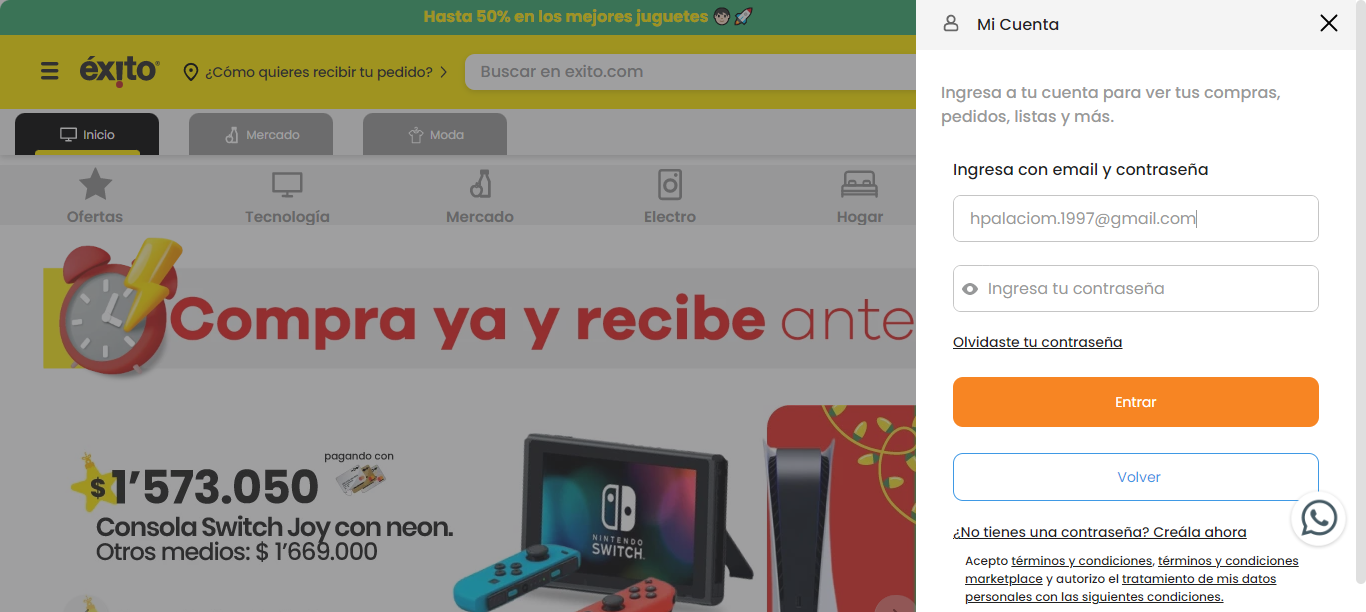 Hasta 50% en los mejores juguetes
éxito
¿Cómo quieres recibir tu pedido?
Buscar en exito.com
Inicio
Mercado
Moda
Ofertas
Tecnología
Mercado
Electro
Hogar
Compra ya y recibe ante
pagando con
$1’573.050
Consola Switch Joy con neon.
Otros medios: $ 1’669.000
NINTENDO
SWITCH
Mi Cuenta
Ingresa a tu cuenta para ver tus compras,
pedidos, listas y más.
Ingresa con email y contraseña
hpalaciom.1997@gmail.com
Ingresa tu contraseña
Olvidaste tu contraseña
Entrar
Volver
¿No tienes una contraseña? Creála ahora
Acepto términos y condiciones, términos y condiciones
marketplace y autorizo el tratamiento de mis datos
personales con las siguientes condiciones.